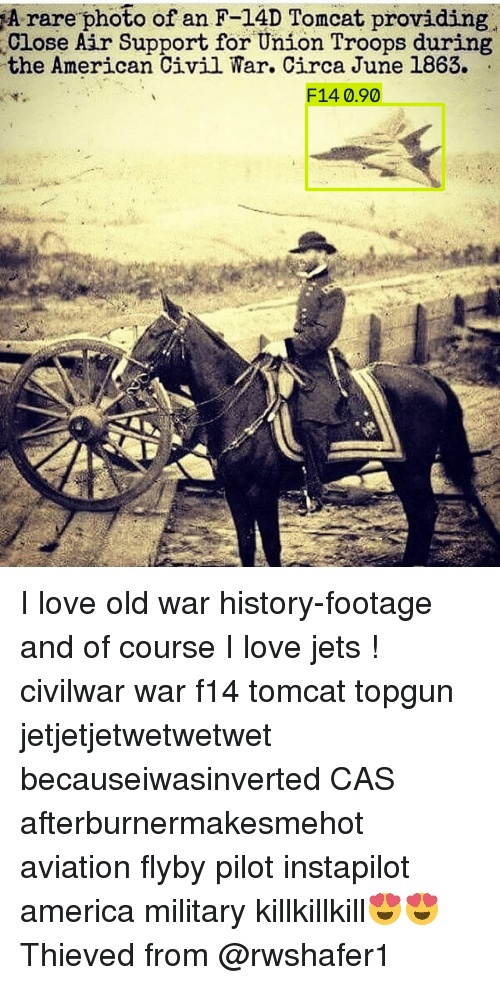 A rare photo of an F-14D Tomcat providing
Close Air Support for Union Troops during
the American Civil War. Circa June 1863.
F14 0.90
I love old war history-footage
and of course I love jets !
civilwar war f14 tomcat topgun
jetjetjetwetwetwet
becauseiwasinverted CAS
afterburnermakesmehot
aviation flyby pilot instapilot
america military killkillkill😍😍
Thieved from @rwshafer1